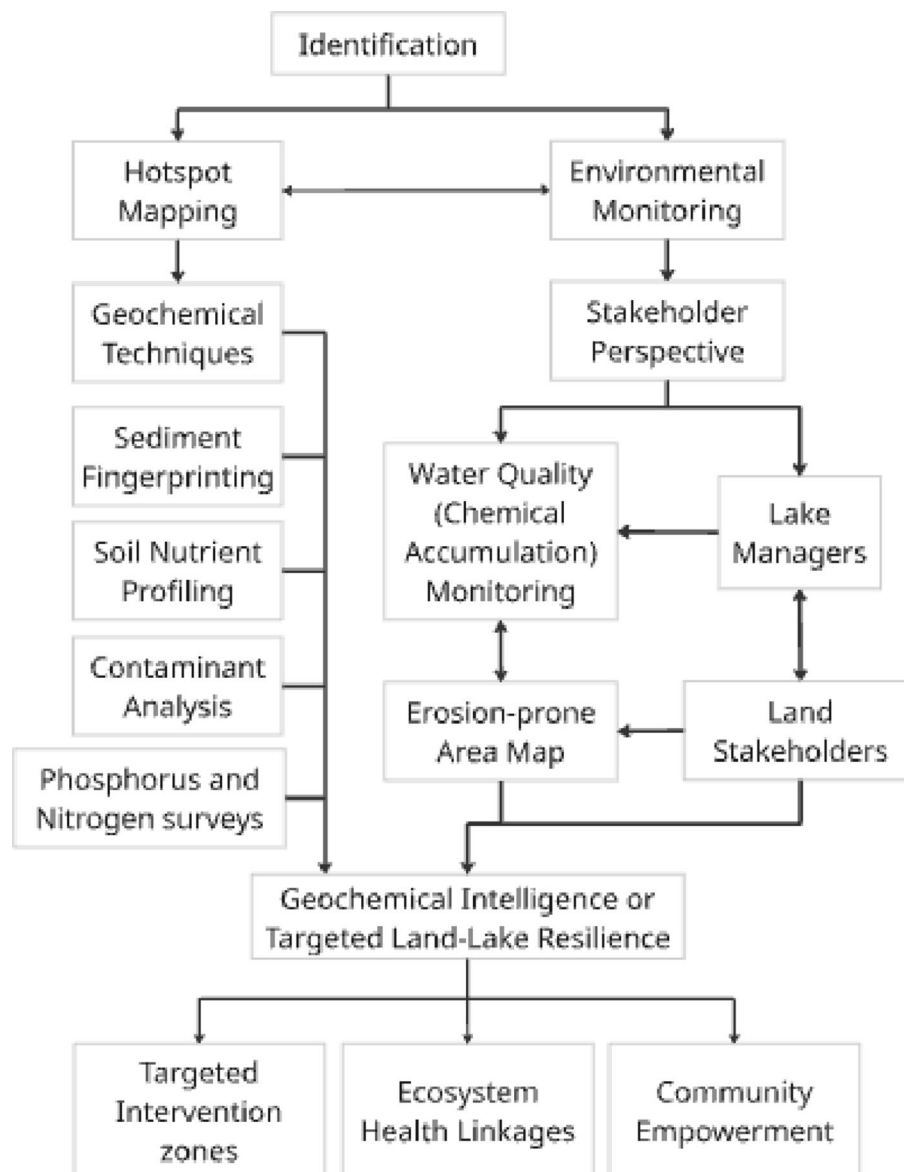 Identification
Hotspot
Mapping
Environmental
Monitoring
Geochemical
Techniques
Stakeholder
Perspective
Sediment
Fingerprinting
Water Quality
(Chemical
Accumulation)
Monitoring
Lake
Managers
Soil Nutrient
Profiling
Contaminant
Analysis
Erosion-prone
Area Map
Land
Stakeholders
Phosphorus and
Nitrogen surveys
Geochemical Intelligence or
Targeted Land-Lake Resilience
Targeted
Intervention
zones
Ecosystem
Health Linkages
Community
Empowerment